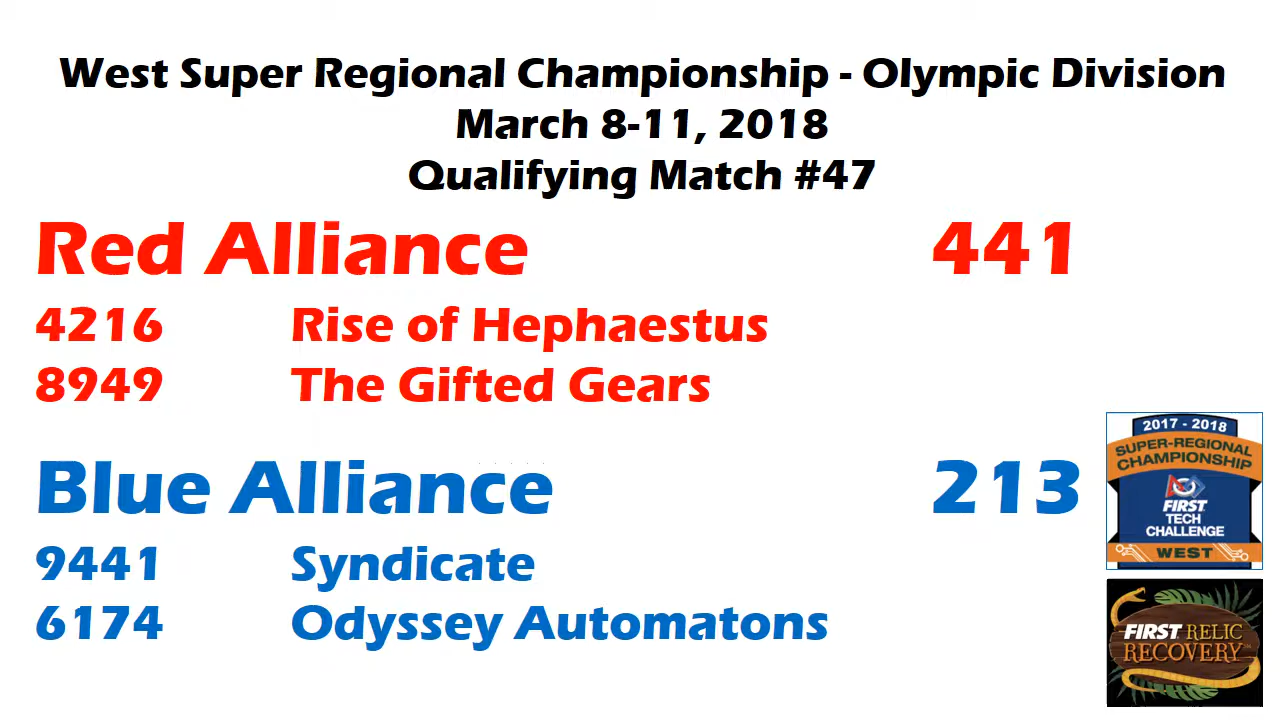 West Super Regional Championship - Olympic Division
March 8-11, 2018
Qualifying Match #47
Red Alliance 441
4216 Rise of Hephaestus
8949 The Gifted Gears
Blue Alliance 213
9441 Syndicate
6174 Odyssey Automatons
2017 - 2018
SUPER-REGIONAL
CHAMPIONSHIP
FIRST
TECH
CHALLENGE
WEST
FIRST RELIC
RECOVERY